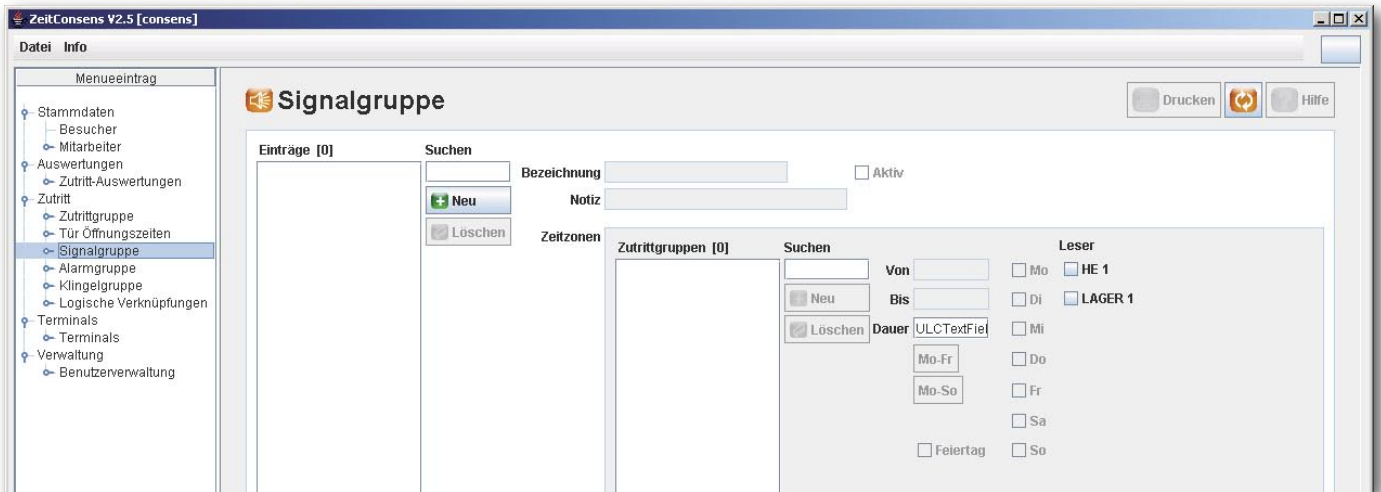 ZeitConsens V2.5 [consens]
Datei Info
Menueeintrag
Stammdaten
Besucher
Mitarbeiter
Auswertungen
Zutritt-Auswertungen
Zutritt
Zutrittgruppe
Tür Öffnungszeiten
Signalgruppe
Alarmgruppe
Klingelgruppe
Logische Verknüpfungen
Terminals
Terminals
Verwaltung
Benutzerverwaltung
Signalgruppe
Drucken Hilfe
Einträge [0] Suchen
Bezeichnung Aktiv
Neu Notiz
Löschen Zeitzonen
Zutrittgruppen [0] Suchen Leser
Von Mo HE 1
Neu Bis Di LAGER 1
Löschen Dauer ULCTextFiel Mi
Mo-Fr Do
Mo-So Fr
Sa
Feiertag So